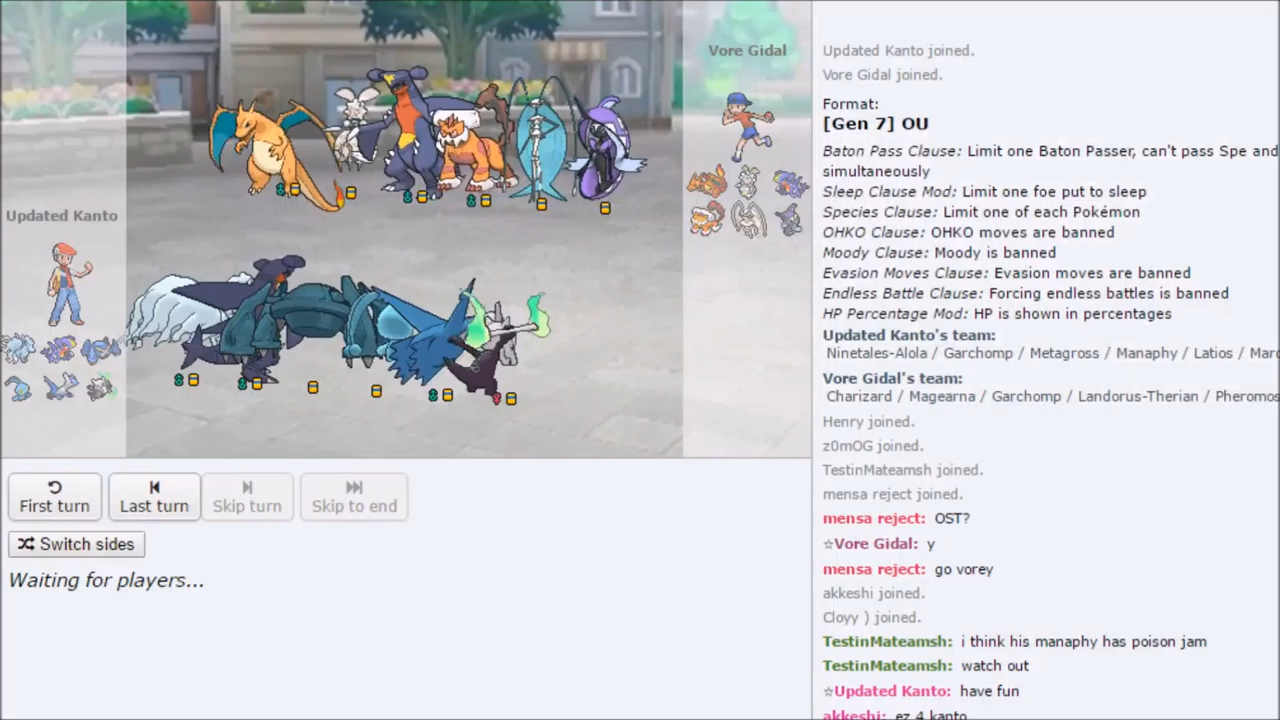 Updated Kanto
Vore Gidal
First turn
Last turn
Skip turn
Skip to end
Switch sides
Waiting for players...
Updated Kanto joined.
Vore Gidal joined.
Format:
[Gen 7] OU
Baton Pass Clause: Limit one Baton Passer, can't pass Spe and
simultaneously
Sleep Clause Mod: Limit one foe put to sleep
Species Clause: Limit one of each Pokémon
OHKO Clause: OHKO moves are banned
Moody Clause: Moody is banned
Evasion Moves Clause: Evasion moves are banned
Endless Battle Clause: Forcing endless battles is banned
HP Percentage Mod: HP is shown in percentages
Updated Kanto's team:
Ninetales-Alola / Garchomp / Metagross / Manaphy / Latios / Maro
Vore Gidal's team:
Charizard / Magearna / Garchomp / Landorus-Therian / Pheromos
Henry joined.
z0mOG joined.
TestinMateamsh joined.
mensa reject joined.
mensa reject: OST?
☆Vore Gidal: y
mensa reject: go vorey
akkeshi joined.
Cloyy ) joined.
TestinMateamsh: i think his manaphy has poison jam
TestinMateamsh: watch out
☆Updated Kanto: have fun
akkeshi: ez 4 kanto